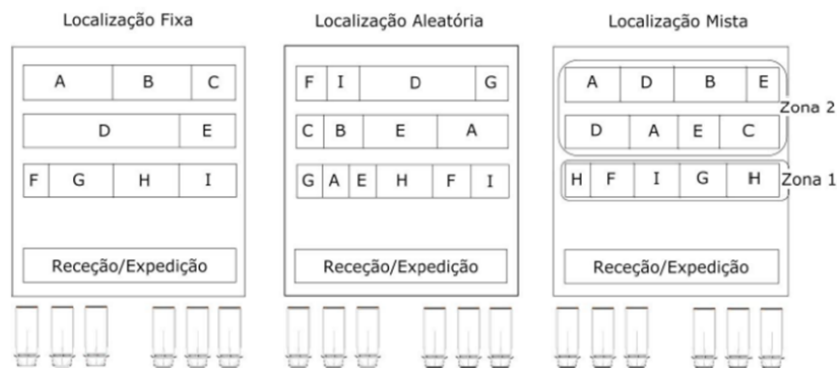 Localização Fixa
A B C
D E
F G H I
Receção/Expedição
Localização Aleatória
F I D G
C B E A
G A E H F I
Receção/Expedição
Localização Mista
A D B E
Zona 2
D A E C
H F I G H
Zona 1
Receção/Expedição